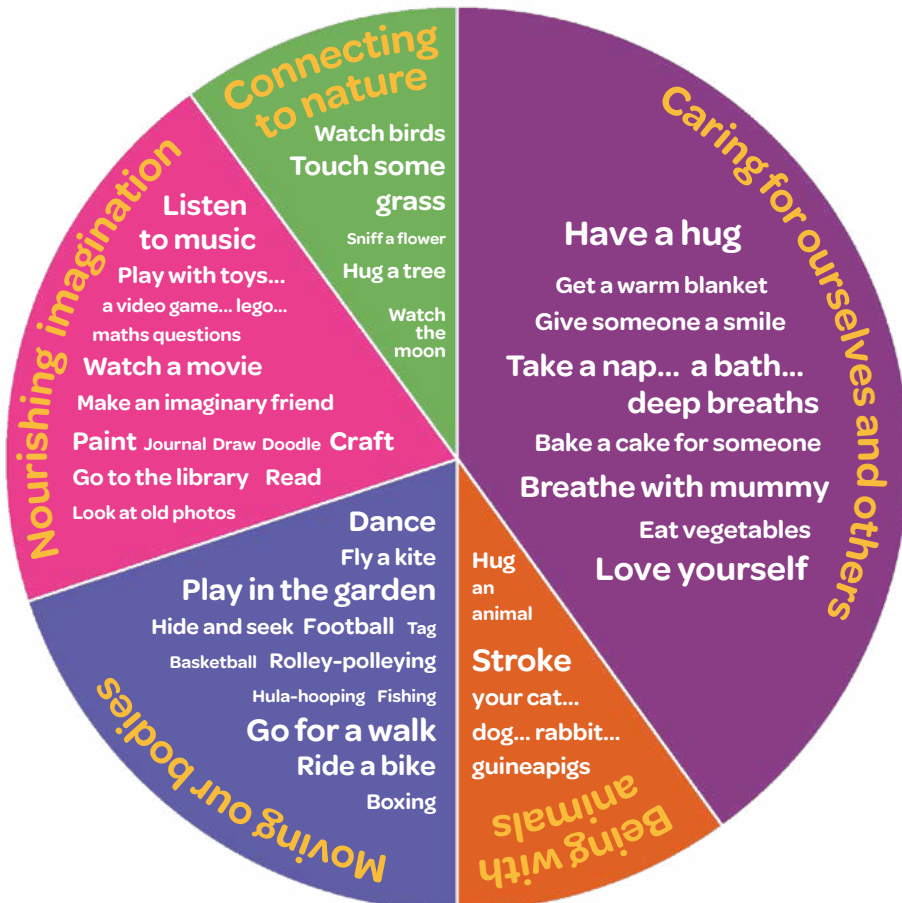 Connecting
to nature
Watch birds
Touch some
grass
Sniff a flower
Hug a tree
Watch
the
moon
Caring for ourselves and others
Have a hug
Get a warm blanket
Give someone a smile
Take a nap... a bath...
deep breaths
Bake a cake for someone
Breathe with mummy
Eat vegetables
Love yourself
Being with
animals
Hug
an
animal
Stroke
your cat...
dog... rabbit...
guineapigs
Moving our bodies
Dance
Fly a kite
Play in the garden
Hide and seek Football Tag
Basketball Rolley-polleying
Hula-hooping Fishing
Go for a walk
Ride a bike
Boxing
Nourishing imagination
Listen
to music
Play with toys...
a video game... lego...
maths questions
Watch a movie
Make an imaginary friend
Paint Journal Draw Doodle Craft
Go to the library Read
Look at old photos